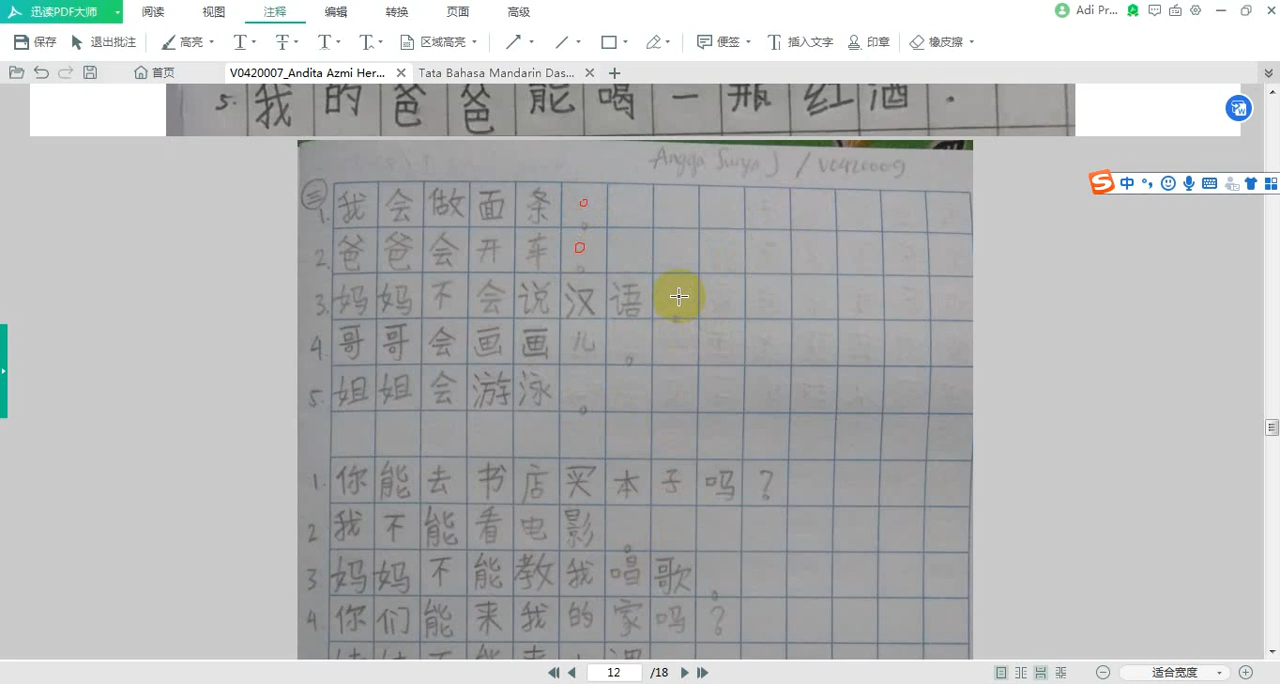 迅读PDF大师 阅读 视图 注释 编辑 转换 页面 高级 Adi Pr...
保存 退出批注 高亮 区域高亮 便签 插入文字 印章 橡皮擦
首页 V0420007_Andita Azmi Her... Tata Bahasa Mandarin Das...
5. 我的爸爸能喝一瓶红酒.
Angga Surya J / V0420009
三
1. 我会做面条。
2. 爸爸会开车。
3. 妈妈不会说汉语。
4. 哥哥会画画儿。
5. 姐姐会游泳。
1. 你能去书店买本子吗?
2 我不能看电影。
3 妈妈不能教我唱歌。
4. 你们能来我的家吗?
中
12 /18 适合宽度